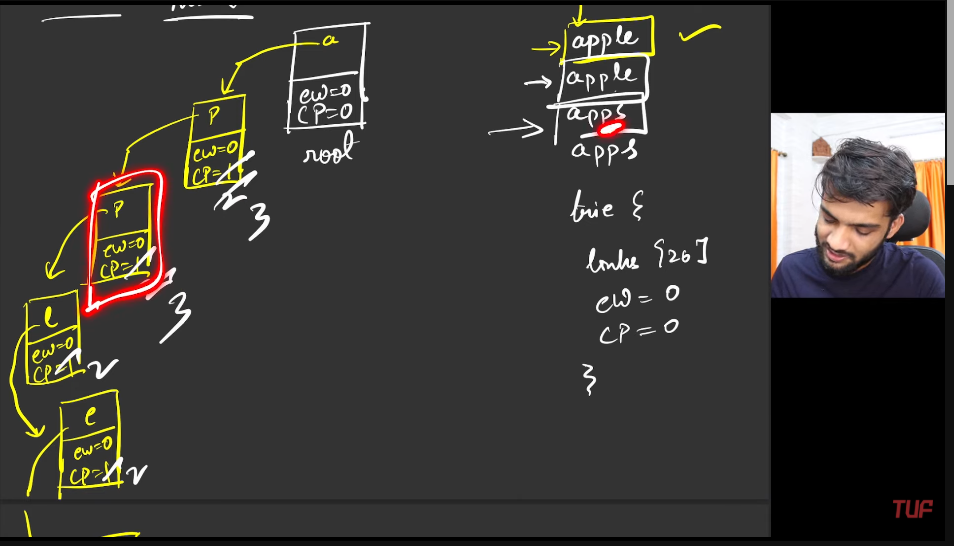 a
ew=0
CP=0
root
P
ew=0
CP=1
2
3
P
ew=0
CP=1
3
l
ew=0
CP=1
2
e
ew=0
CP=1
2
apple
apple
apps
apps
trie {
links [26]
ew = 0
CP = 0
}
TUF